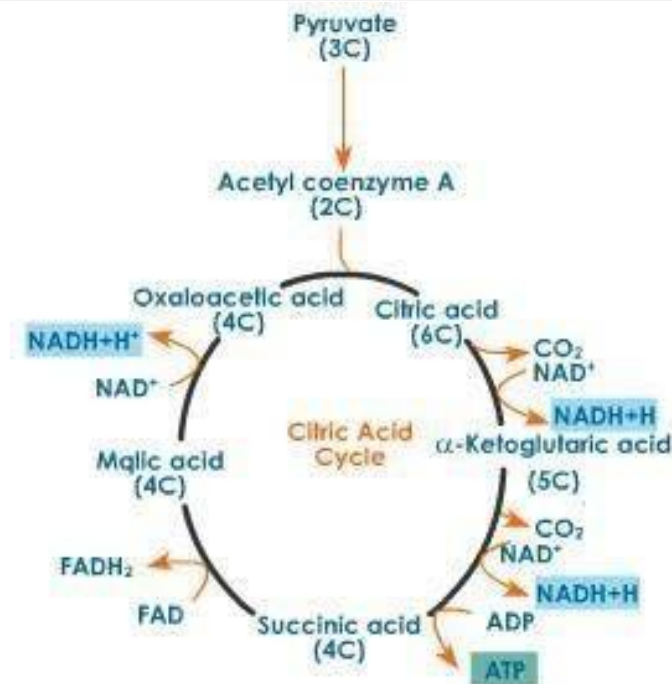 Pyruvate
(3C)
Acetyl coenzyme A
(2C)
Oxaloacetic acid
(4C)
Citric acid
(6C)
NADH+H⁺
NAD⁺
CO₂
NAD⁺
NADH+H
Citric Acid
Cycle
α-Ketoglutaric acid
(5C)
Mqlic acid
(4C)
CO₂
NAD⁺
NADH+H
FADH₂
FAD
Succinic acid
(4C)
ADP
ATP